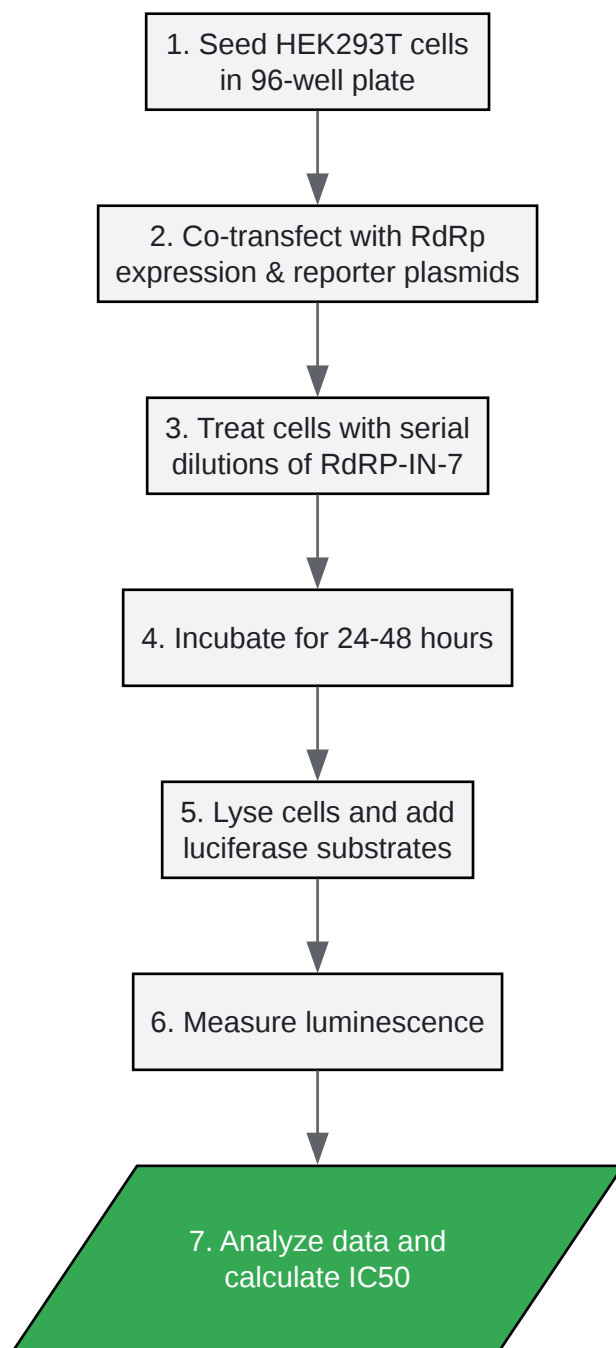 1. Seed HEK293T cells
in 96-well plate
2. Co-transfect with RdRp
expression & reporter plasmids
3. Treat cells with serial
dilutions of RdRP-IN-7
4. Incubate for 24-48 hours
5. Lyse cells and add
luciferase substrates
6. Measure luminescence
7. Analyze data and
calculate IC50